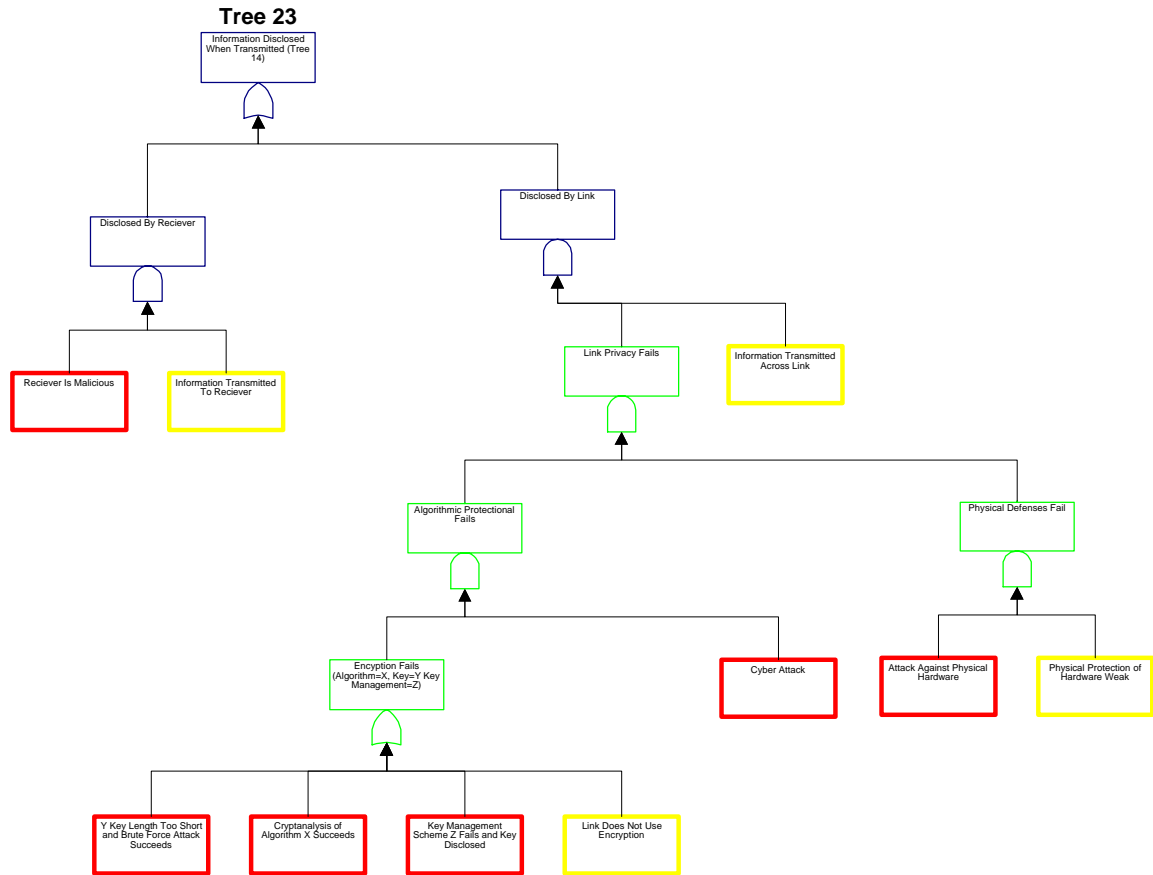 Tree 23
Information Disclosed
When Transmitted (Tree
14)
Disclosed By Link
Disclosed By Reciever
Link Privacy Fails
Information Transmitted
Across Link
Reciever Is Malicious
Information Transmitted
To Reciever
Algorithmic Protectional
Fails
Physical Defenses Fail
Encyption Fails
(Algorithm=X, Key=Y Key
Management=Z)
Cyber Attack
Attack Against Physical
Hardware
Physical Protection of
Hardware Weak
Y Key Length Too Short
and Brute Force Attack
Succeeds
Cryptanalysis of
Algorithm X Succeeds
Key Management
Scheme Z Fails and Key
Disclosed
Link Does Not Use
Encryption